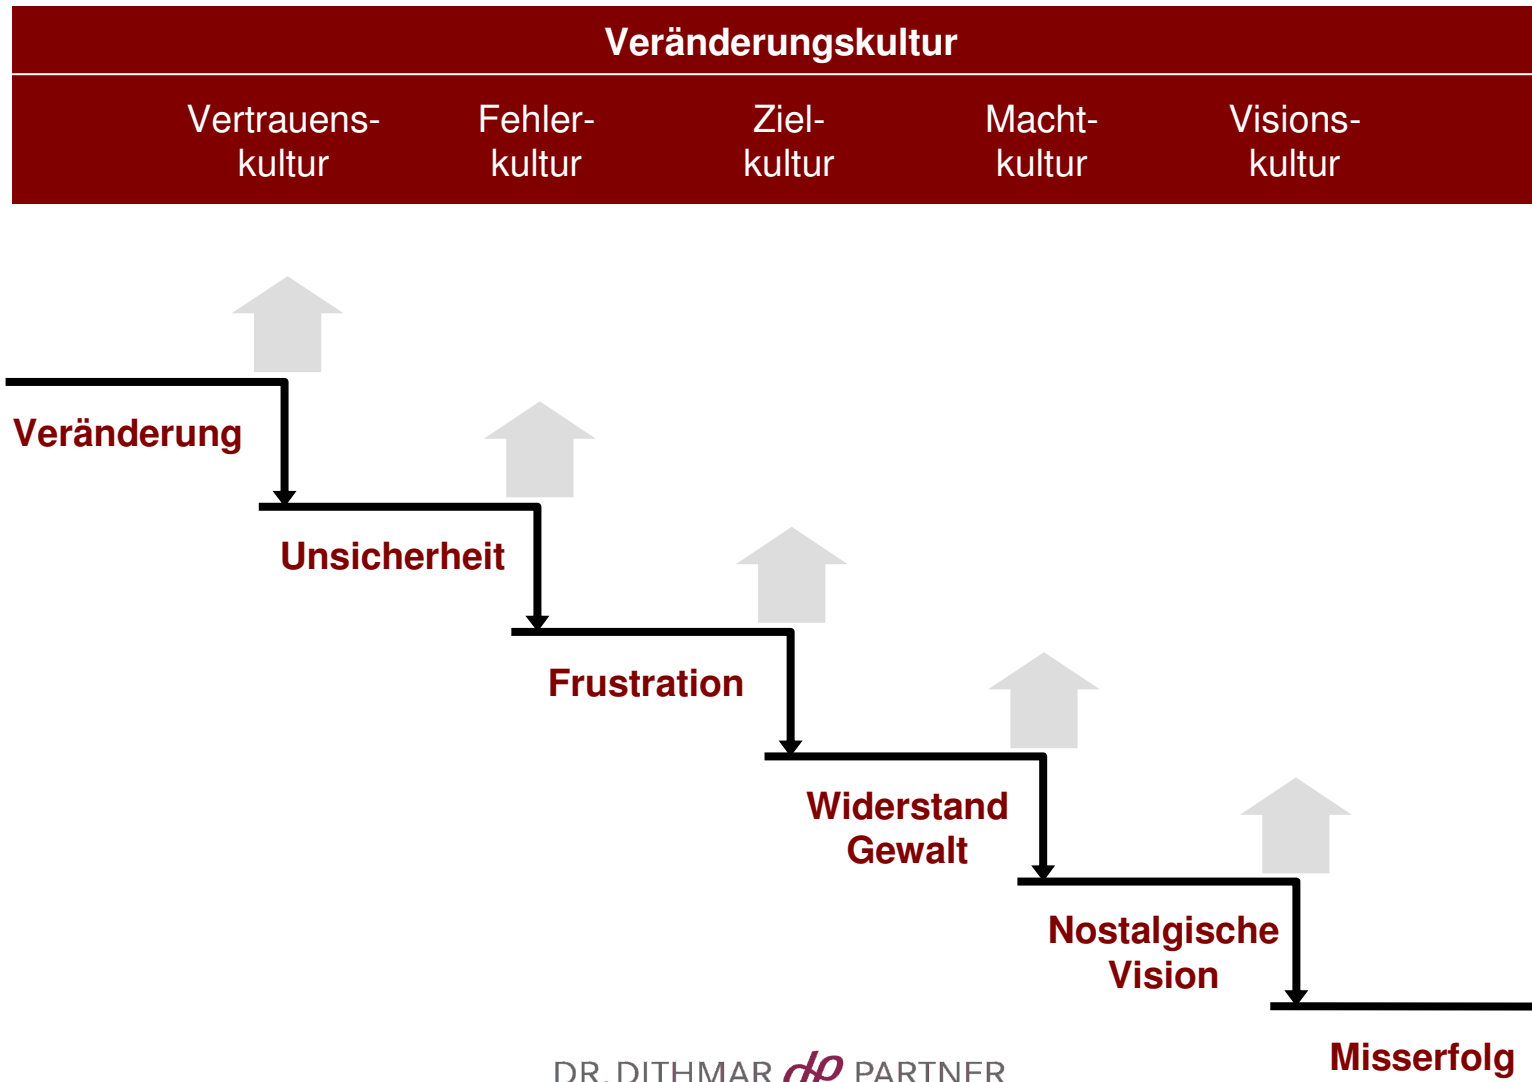 Veränderungskultur
Vertrauens-
kultur
Fehler-
kultur
Ziel-
kultur
Macht-
kultur
Visions-
kultur
Veränderung
Unsicherheit
Frustration
Widerstand
Gewalt
Nostalgische
Vision
Misserfolg
DR. DITHMAR dp PARTNER